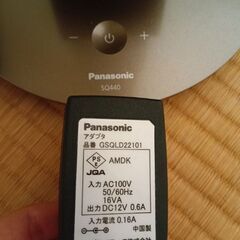 Panasonic
SQ440
Panasonic
アダプタ
品番 GSQLD22101
PS
E
AMDK
JQA
入力 AC100V
50/60Hz
16VA
出力 DC12V 0.6A
入力電流 0.16A
中国製